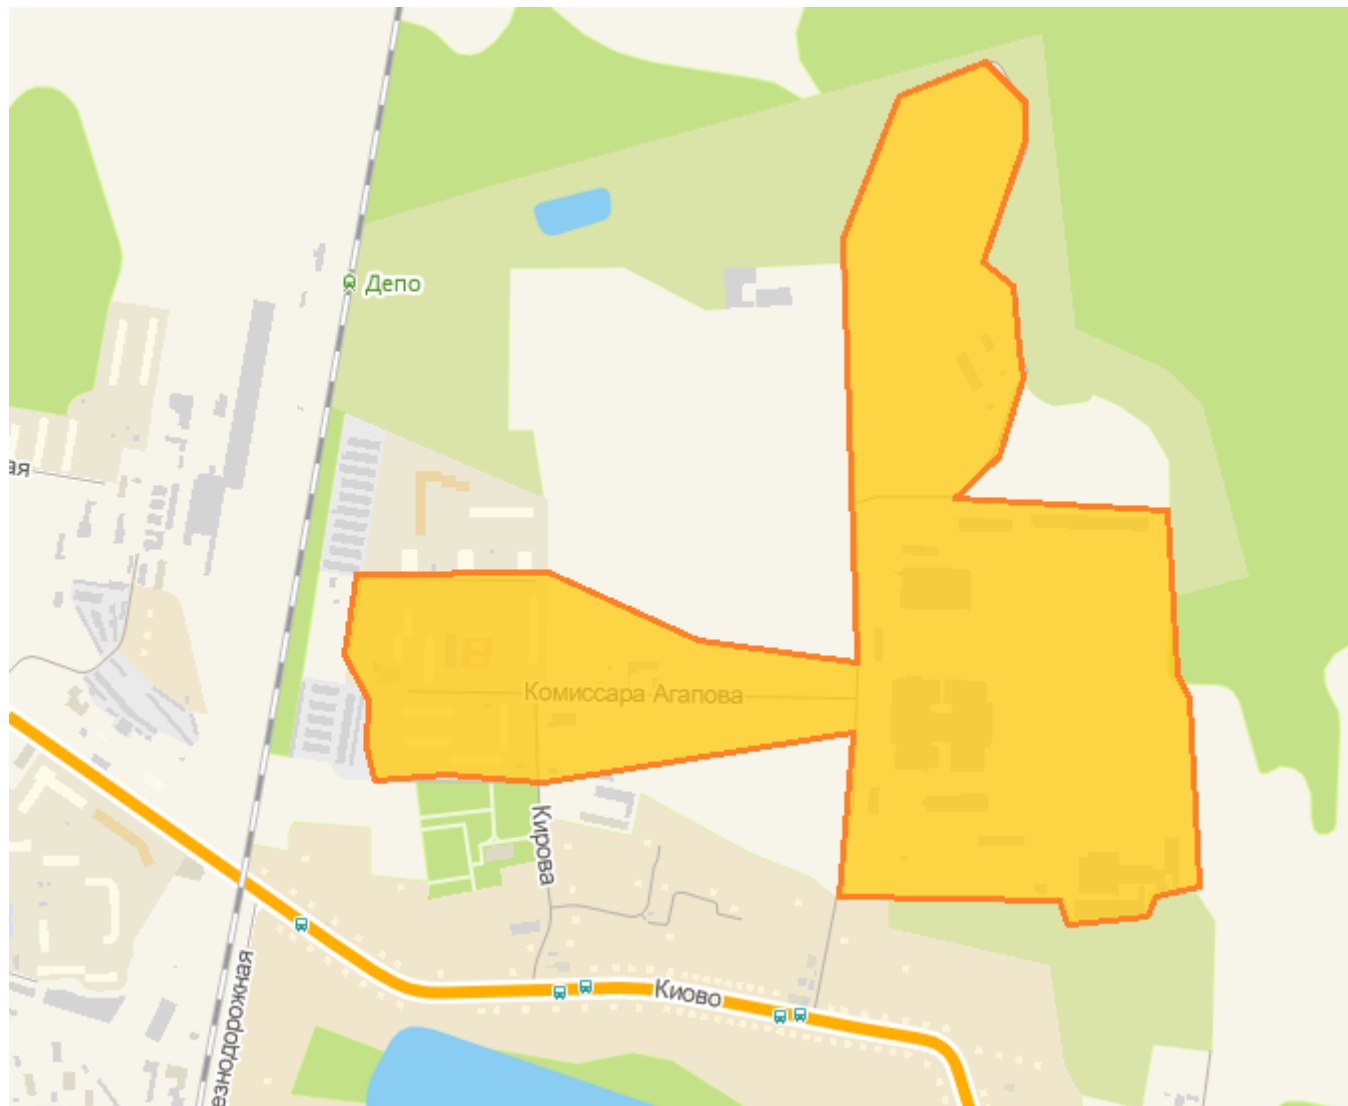 Депо
ая
Комиссара Агапова
Кирова
Киово
езнодорожная